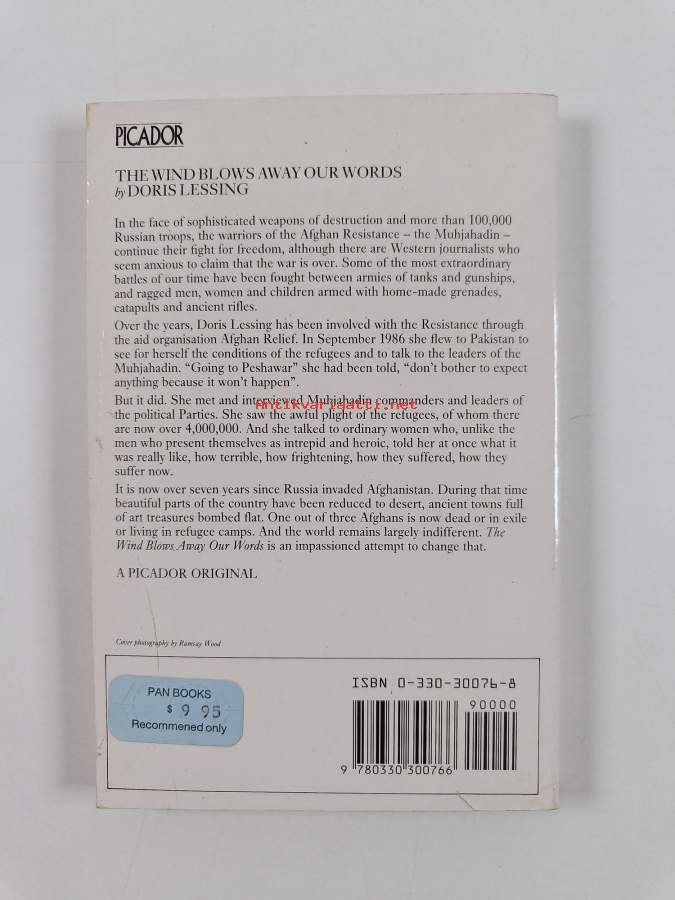 PICADOR
THE WIND BLOWS AWAY OUR WORDS
by DORIS LESSING
In the face of sophisticated weapons of destruction and more than 100,000
Russian troops, the warriors of the Afghan Resistance – the Muhjahadin –
continue their fight for freedom, although there are Western journalists who
seem anxious to claim that the war is over. Some of the most extraordinary
battles of our time have been fought between armies of tanks and gunships,
and ragged men, women and children armed with home-made grenades,
catapults and ancient rifles.
Over the years, Doris Lessing has been involved with the Resistance through
the aid organisation Afghan Relief. In September 1986 she flew to Pakistan to
see for herself the conditions of the refugees and to talk to the leaders of the
Muhjahadin. “Going to Peshawar” she had been told, “don’t bother to expect
anything because it won’t happen”.
But it did. She met and interviewed Muhjahadin commanders and leaders of
antikvariaatti.net
the political Parties. She saw the awful plight of the refugees, of whom there
are now over 4,000,000. And she talked to ordinary women who, unlike the
men who present themselves as intrepid and heroic, told her at once what it
was really like, how terrible, how frightening, how they suffered, how they
suffer now.
It is now over seven years since Russia invaded Afghanistan. During that time
beautiful parts of the country have been reduced to desert, ancient towns full
of art treasures bombed flat. One out of three Afghans is now dead or in exile
or living in refugee camps. And the world remains largely indifferent. The
Wind Blows Away Our Words is an impassioned attempt to change that.
A PICADOR ORIGINAL
Cover photography by Ramsay Wood
PAN BOOKS
$ 9 95
Recommened only
ISBN 0-330-30076-8
90000
9 780330 300766